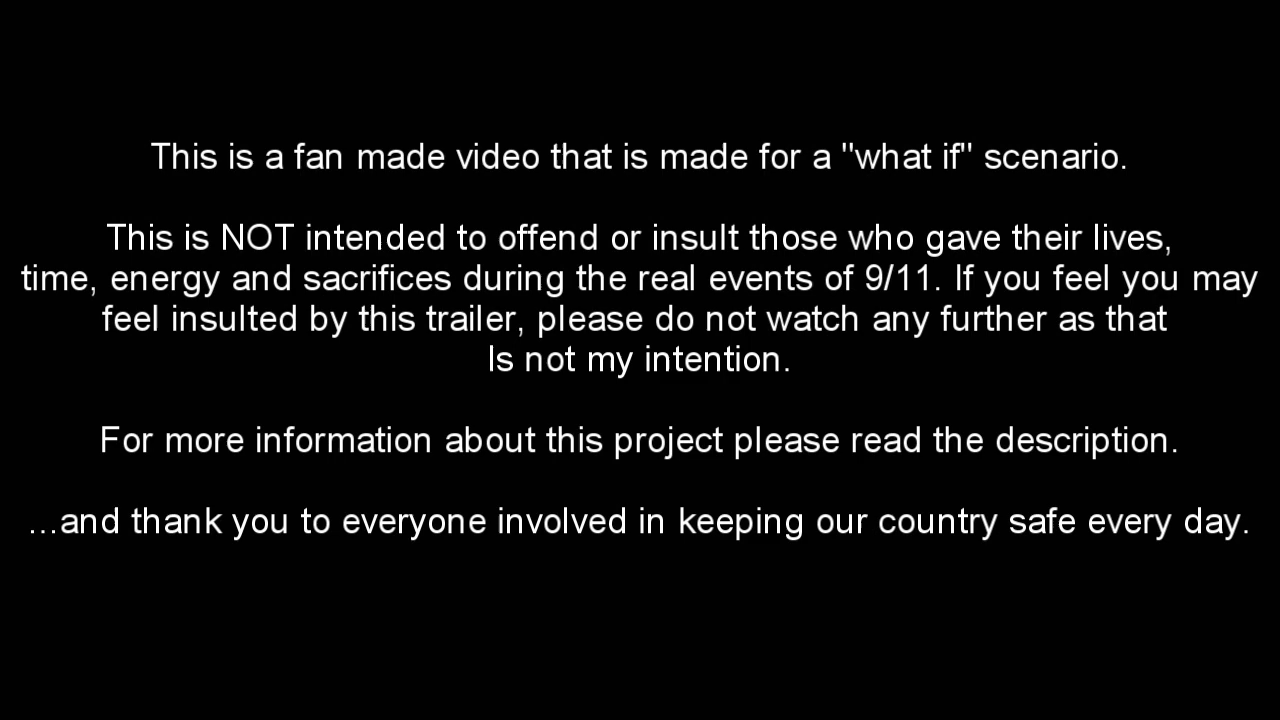 This is a fan made video that is made for a "what if" scenario.
This is NOT intended to offend or insult those who gave their lives,
time, energy and sacrifices during the real events of 9/11. If you feel you may
feel insulted by this trailer, please do not watch any further as that
Is not my intention.
For more information about this project please read the description.
...and thank you to everyone involved in keeping our country safe every day.